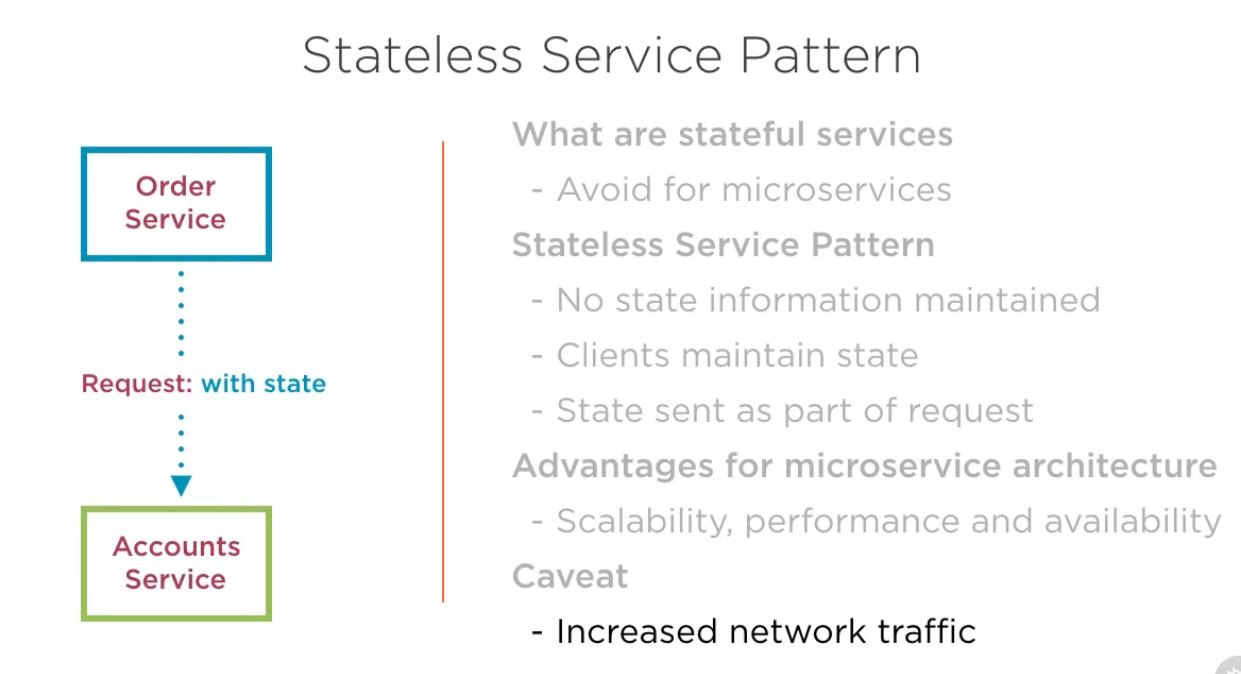 Stateless Service Pattern
Order
Service
Request: with state
Accounts
Service
What are stateful services
- Avoid for microservices
Stateless Service Pattern
- No state information maintained
- Clients maintain state
- State sent as part of request
Advantages for microservice architecture
- Scalability, performance and availability
Caveat
- Increased network traffic